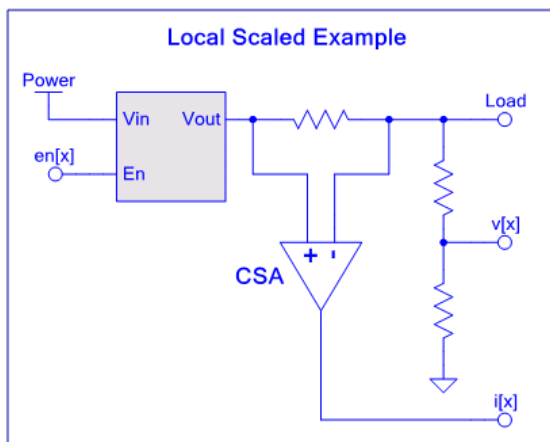 Local Scaled Example
Power
Load
Vin
Vout
en[x]
En
v[x]
+ -
CSA
i[x]